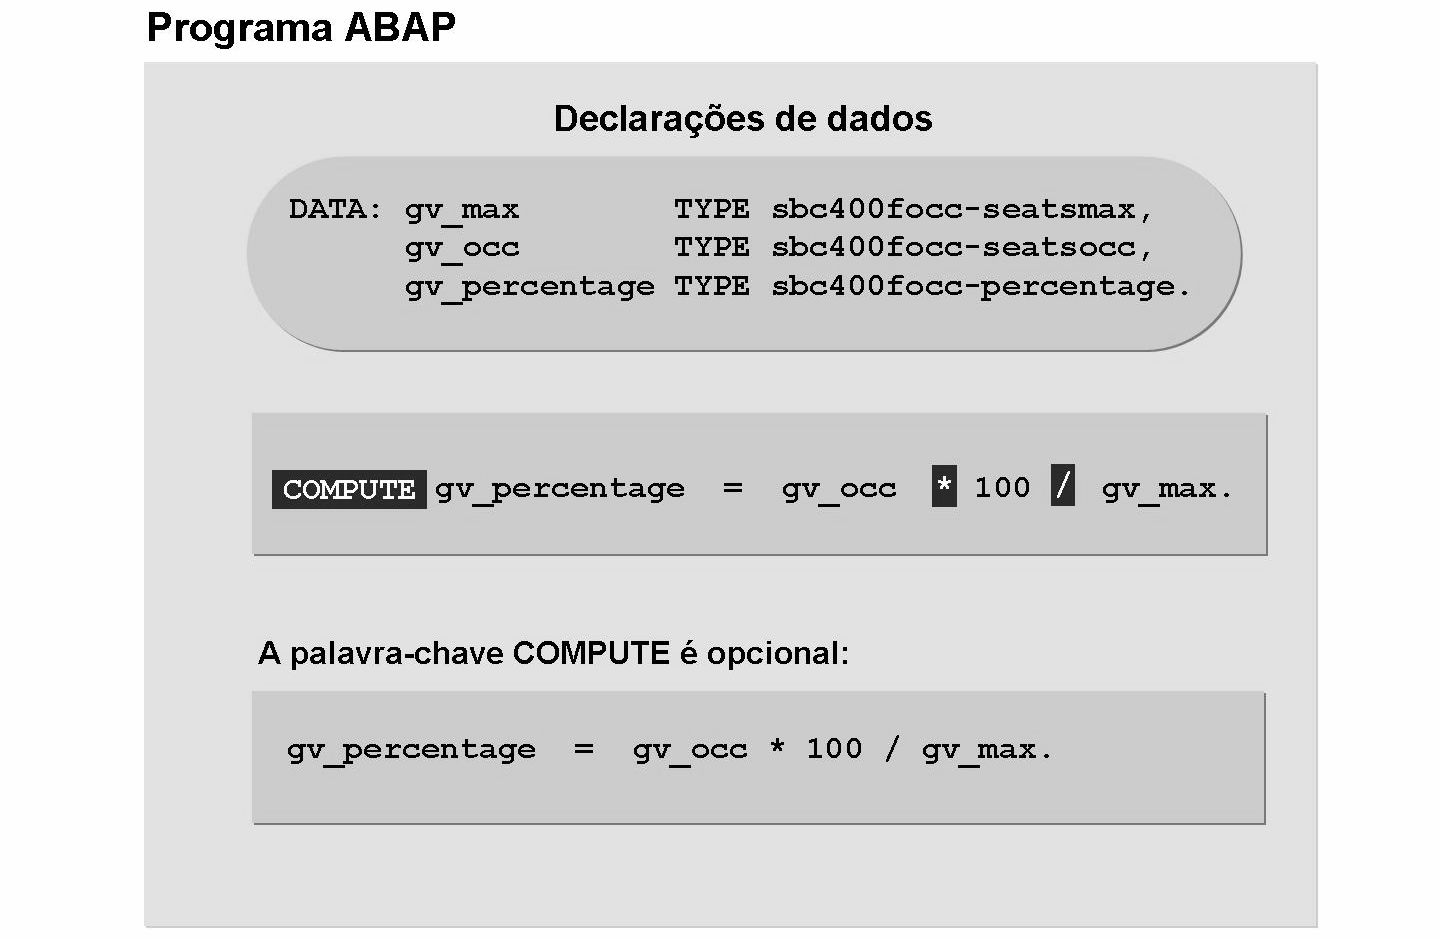 Programa ABAP
Declarações de dados
DATA: gv_max TYPE sbc400focc-seatsmax,
gv_occ TYPE sbc400focc-seatsocc,
gv_percentage TYPE sbc400focc-percentage.
COMPUTE gv_percentage = gv_occ * 100 / gv_max.
A palavra-chave COMPUTE é opcional:
gv_percentage = gv_occ * 100 / gv_max.